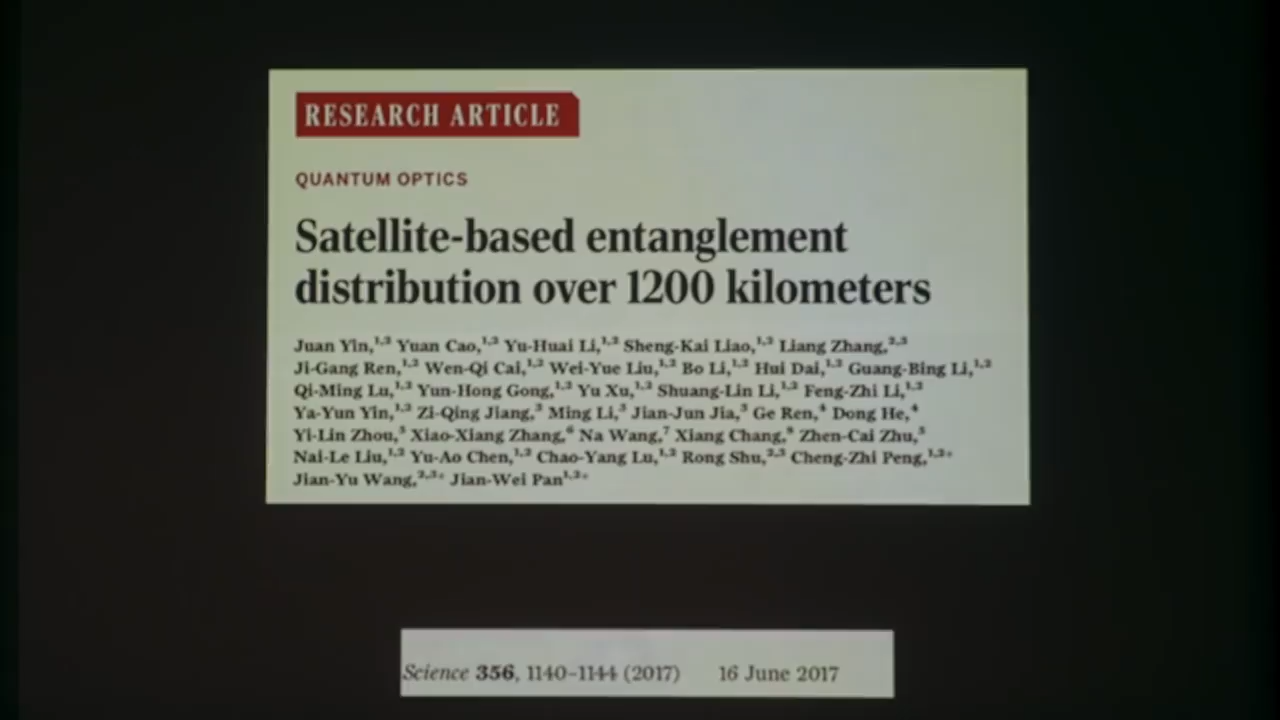 RESEARCH ARTICLE
QUANTUM OPTICS
Satellite-based entanglement
distribution over 1200 kilometers
Juan Yin,¹,² Yuan Cao,¹,² Yu-Huai Li,¹,² Sheng-Kai Liao,¹,² Liang Zhang,²,³
Ji-Gang Ren,¹,² Wen-Qi Cai,¹,² Wei-Yue Liu,¹,² Bo Li,¹,² Hui Dai,¹,² Guang-Bing Li,¹,²
Qi-Ming Lu,¹,² Yun-Hong Gong,¹,² Yu Xu,¹,² Shuang-Lin Li,¹,² Feng-Zhi Li,¹,²
Ya-Yun Yin,¹,² Zi-Qing Jiang,³ Ming Li,³ Jian-Jun Jia,³ Ge Ren,⁴ Dong He,⁴
Yi-Lin Zhou,⁵ Xiao-Xiang Zhang,⁶ Na Wang,⁷ Xiang Chang,⁸ Zhen-Cai Zhu,⁵
Nai-Le Liu,¹,² Yu-Ao Chen,¹,² Chao-Yang Lu,¹,² Rong Shu,²,³ Cheng-Zhi Peng,¹,²*
Jian-Yu Wang,²,³* Jian-Wei Pan¹,²*
Science 356, 1140–1144 (2017) 16 June 2017